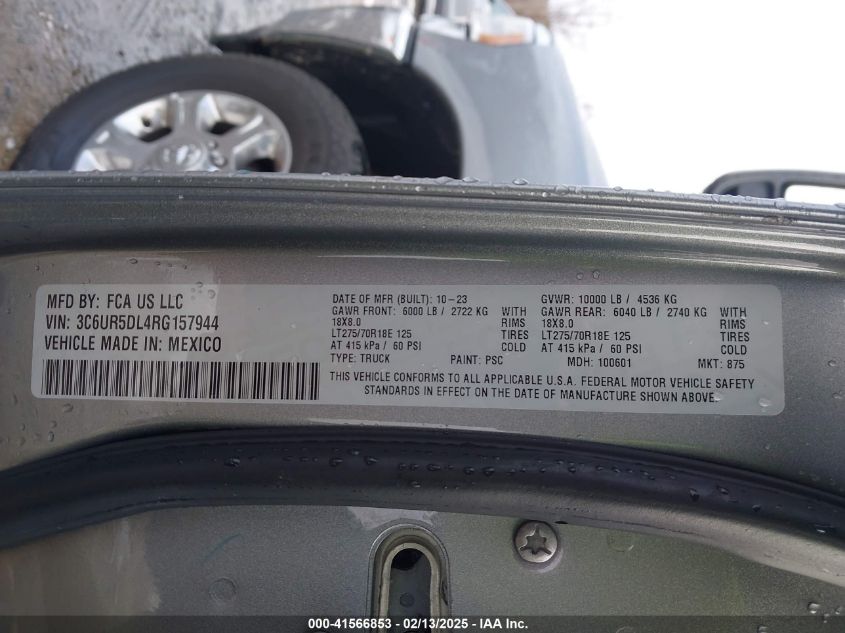 MFD BY: FCA US LLC
VIN: 3C6UR5DL4RG157944
VEHICLE MADE IN: MEXICO
DATE OF MFR (BUILT): 10-23
GAWR FRONT: 6000 LB / 2722 KG WITH
18X8.0 RIMS
LT275/70R18E 125 TIRES
AT 415 kPa / 60 PSI COLD
TYPE: TRUCK PAINT: PSC
GVWR: 10000 LB / 4536 KG
GAWR REAR: 6040 LB / 2740 KG WITH
18X8.0 RIMS
LT275/70R18E 125 TIRES
AT 415 kPa / 60 PSI COLD
MDH: 100601 MKT: 875
THIS VEHICLE CONFORMS TO ALL APPLICABLE U.S.A. FEDERAL MOTOR VEHICLE SAFETY
STANDARDS IN EFFECT ON THE DATE OF MANUFACTURE SHOWN ABOVE.
000-41566853 - 02/13/2025 - IAA Inc.